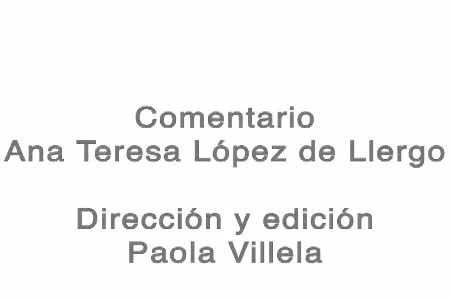 Comentario
Ana Teresa López de Llergo
Dirección y edición
Paola Villela